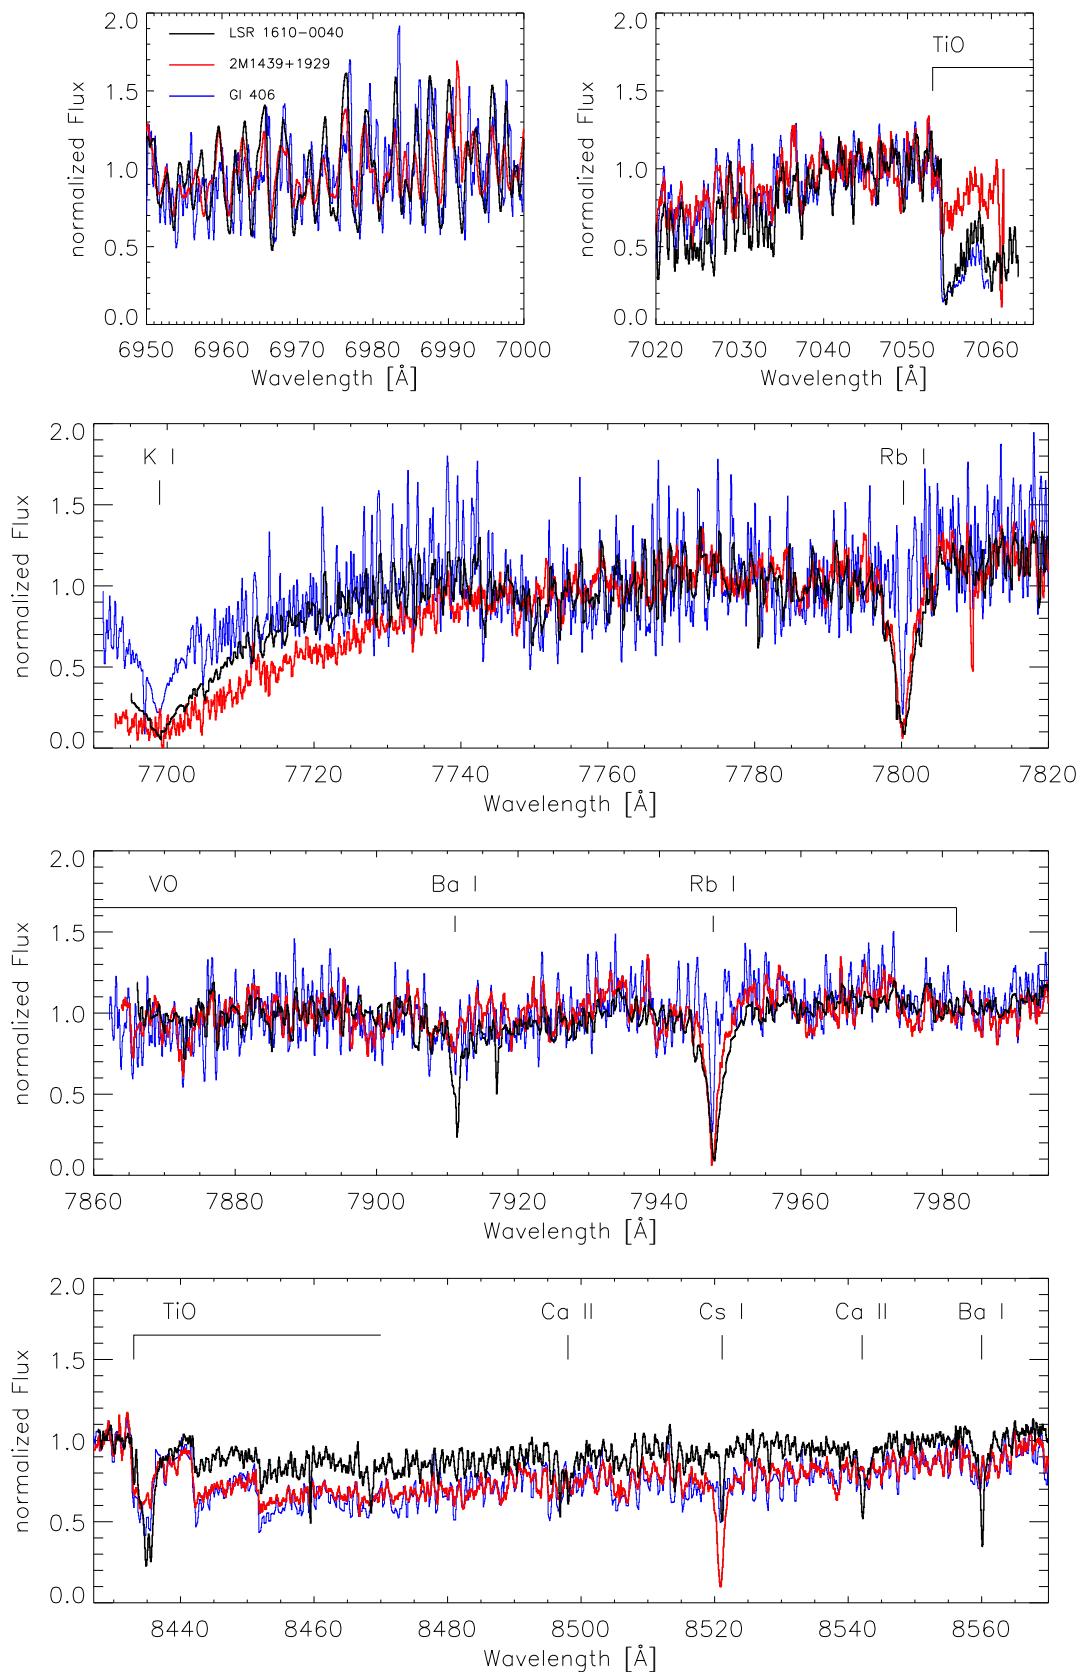 2.0
1.5
1.0
0.5
0.0
normalized Flux
LSR 1610-0040
2M1439+1929
Gl 406
6950 6960 6970 6980 6990 7000
Wavelength [Å]
2.0
1.5
1.0
0.5
0.0
normalized Flux
TiO
7020 7030 7040 7050 7060
Wavelength [Å]
2.0
1.5
1.0
0.5
0.0
normalized Flux
K I
Rb I
7700 7720 7740 7760 7780 7800 7820
Wavelength [Å]
2.0
1.5
1.0
0.5
0.0
normalized Flux
VO
Ba I
Rb I
7860 7880 7900 7920 7940 7960 7980
Wavelength [Å]
2.0
1.5
1.0
0.5
0.0
normalized Flux
TiO
Ca II
Cs I
Ca II
Ba I
8440 8460 8480 8500 8520 8540 8560
Wavelength [Å]